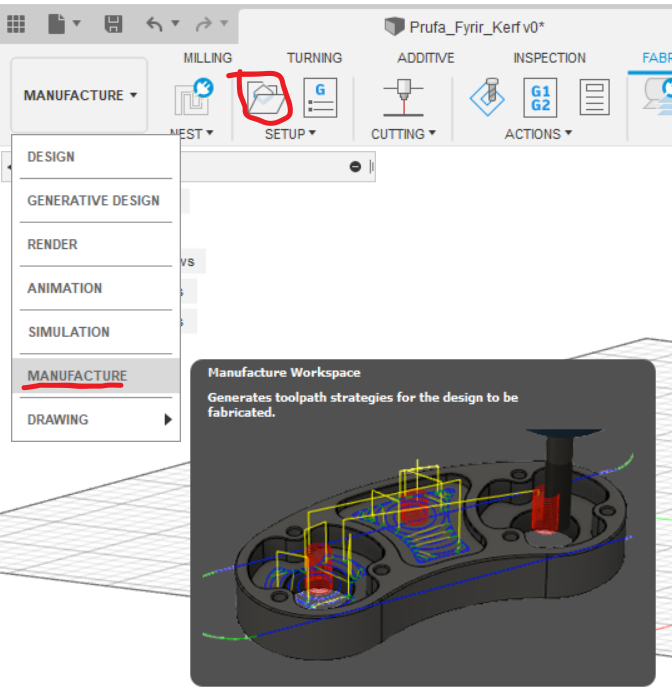 Prufa_Fyrir_Kerf v0*
MILLING TURNING ADDITIVE INSPECTION FABR
MANUFACTURE
G
G1
G2
NEST SETUP CUTTING ACTIONS
DESIGN
GENERATIVE DESIGN
RENDER
ws
ANIMATION
s
SIMULATION
s
MANUFACTURE
DRAWING
Manufacture Workspace
Generates toolpath strategies for the design to be
fabricated.